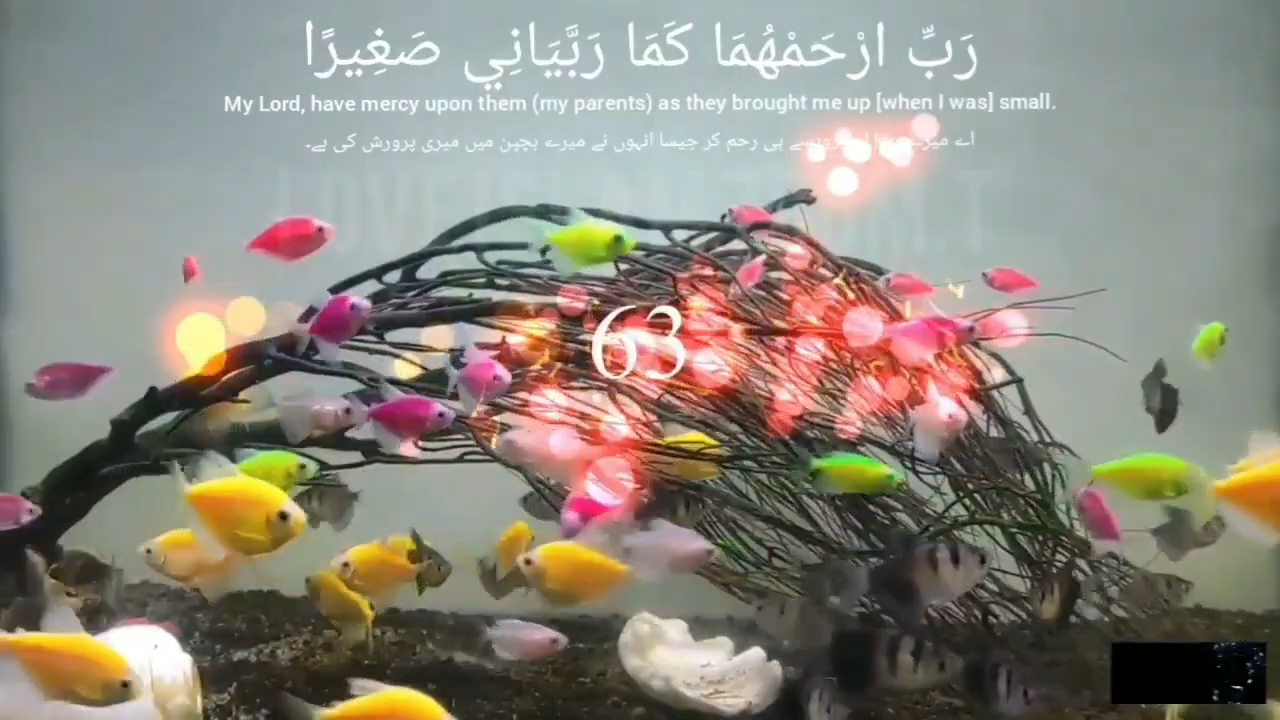 رَبِّ ارْحَمْهُمَا كَمَا رَبَّيَانِي صَغِيرًا
My Lord, have mercy upon them (my parents) as they brought me up [when I was] small.
اے میرے ہی رحم کر جیسا انہوں نے میرے بچپن میں میری پرورش کی ہے۔
63